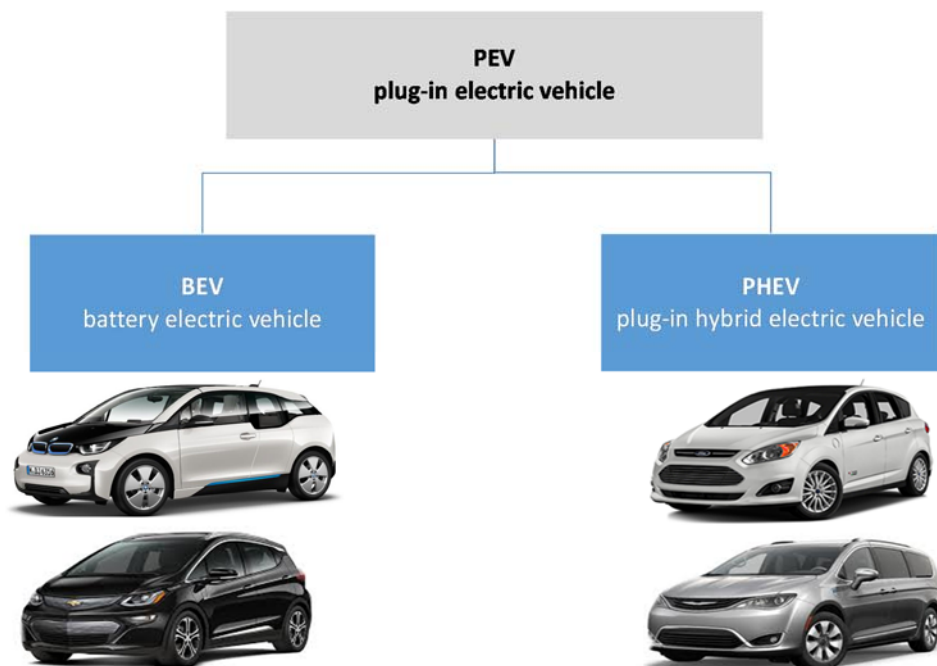 PEV
plug-in electric vehicle
BEV
battery electric vehicle
PHEV
plug-in hybrid electric vehicle